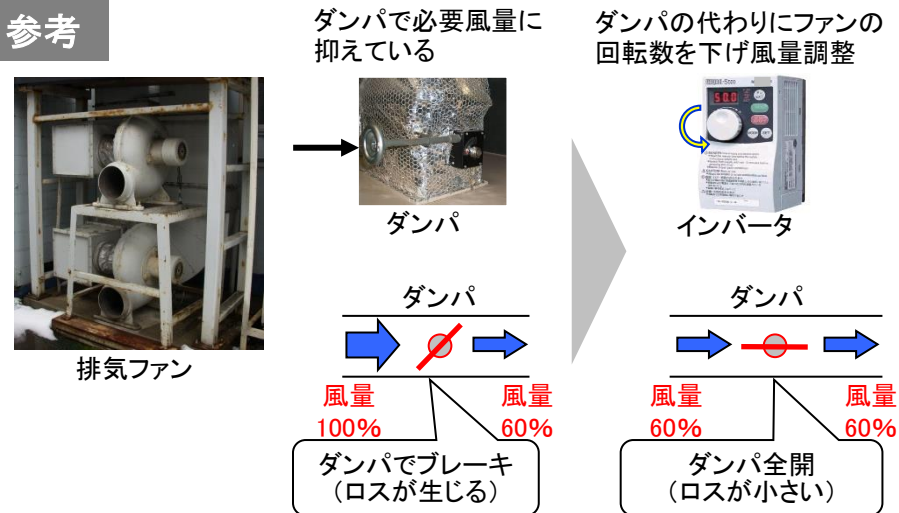 参考
ダンパで必要風量に
抑えている
ダンパの代わりにファンの
回転数を下げ風量調整
50.0
排気ファン
ダンパ
インバータ
ダンパ
風量
100%
風量
60%
ダンパでブレーキ
（ロスが生じる）
ダンパ
風量
60%
風量
60%
ダンパ全開
（ロスが小さい）